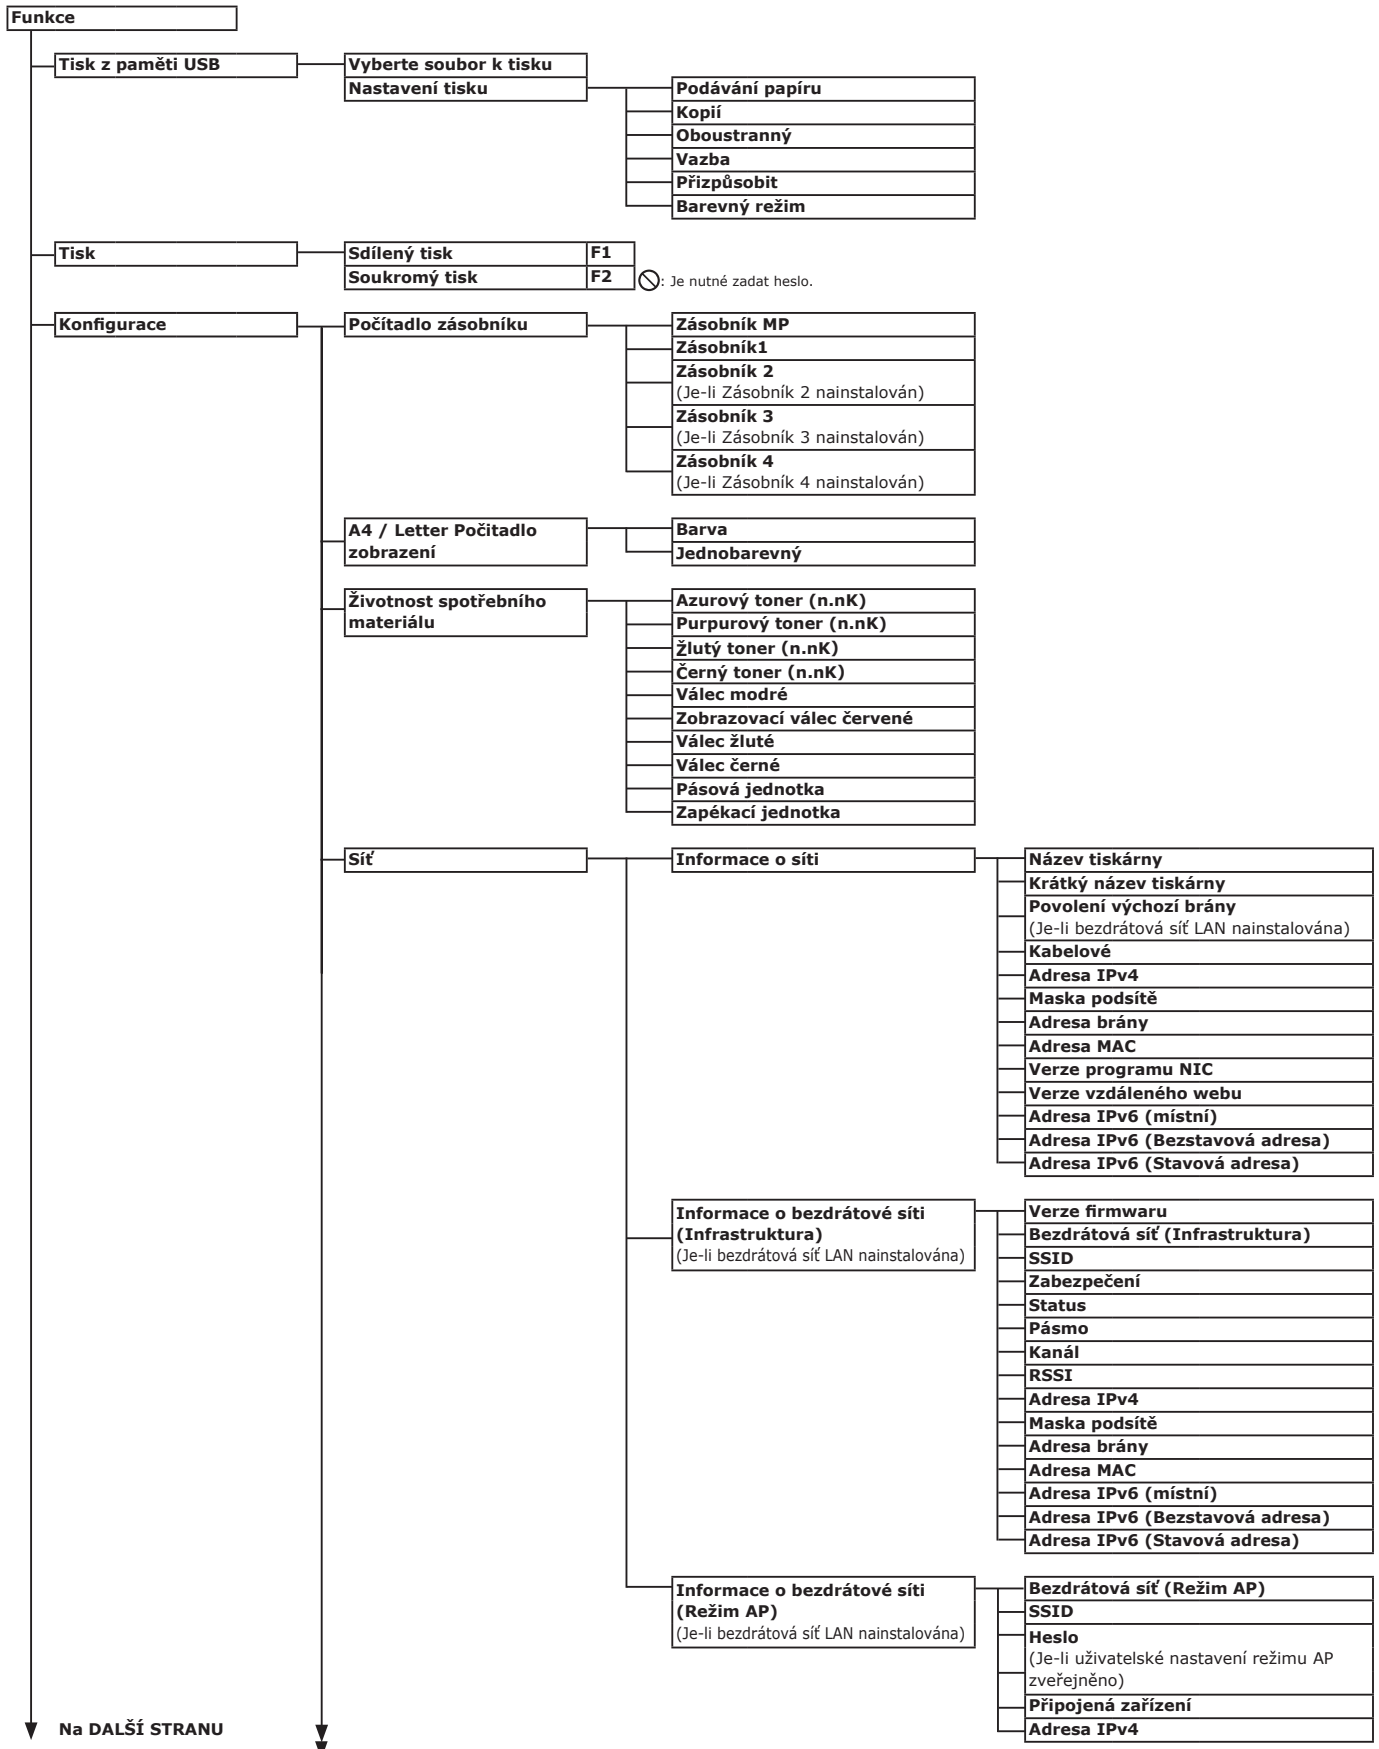 Funkce
Tisk z paměti USB
Vyberte soubor k tisku
Nastavení tisku
Podávání papíru
Kopií
Oboustranný
Vazba
Přizpůsobit
Barevný režim
Tisk
Sdílený tisk F1
Soukromý tisk F2 : Je nutné zadat heslo.
Konfigurace
Počítadlo zásobníku
Zásobník MP
Zásobník1
Zásobník 2
(Je-li Zásobník 2 nainstalován)
Zásobník 3
(Je-li Zásobník 3 nainstalován)
Zásobník 4
(Je-li Zásobník 4 nainstalován)
A4 / Letter Počitadlo
zobrazení
Barva
Jednobarevný
Životnost spotřebního
materiálu
Azurový toner (n.nK)
Purpurový toner (n.nK)
Žlutý toner (n.nK)
Černý toner (n.nK)
Válec modré
Zobrazovací válec červené
Válec žluté
Válec černé
Pásová jednotka
Zapékací jednotka
Síť
Informace o síti
Název tiskárny
Krátký název tiskárny
Povolení výchozí brány
(Je-li bezdrátová síť LAN nainstalována)
Kabelové
Adresa IPv4
Maska podsítě
Adresa brány
Adresa MAC
Verze programu NIC
Verze vzdáleného webu
Adresa IPv6 (místní)
Adresa IPv6 (Bezstavová adresa)
Adresa IPv6 (Stavová adresa)
Informace o bezdrátové síti
(Infrastruktura)
(Je-li bezdrátová síť LAN nainstalována)
Verze firmwaru
Bezdrátová síť (Infrastruktura)
SSID
Zabezpečení
Status
Pásmo
Kanál
RSSI
Adresa IPv4
Maska podsítě
Adresa brány
Adresa MAC
Adresa IPv6 (místní)
Adresa IPv6 (Bezstavová adresa)
Adresa IPv6 (Stavová adresa)
Informace o bezdrátové síti
(Režim AP)
(Je-li bezdrátová síť LAN nainstalována)
Bezdrátová síť (Režim AP)
SSID
Heslo
(Je-li uživatelské nastavení režimu AP
zveřejněno)
Připojená zařízení
Adresa IPv4
Na DALŠÍ STRANU